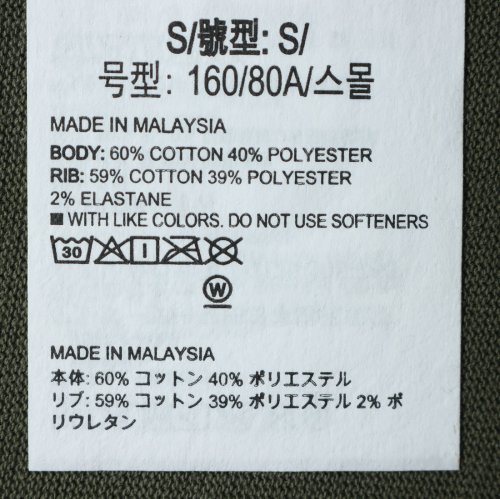 S/號型: S/
号型: 160/80A/스몰
MADE IN MALAYSIA
BODY: 60% COTTON 40% POLYESTER
RIB: 59% COTTON 39% POLYESTER
2% ELASTANE
■ WITH LIKE COLORS. DO NOT USE SOFTENERS
30
W
MADE IN MALAYSIA
本体: 60% コットン 40% ポリエステル
リブ: 59% コットン 39% ポリエステル 2% ポ
リウレタン